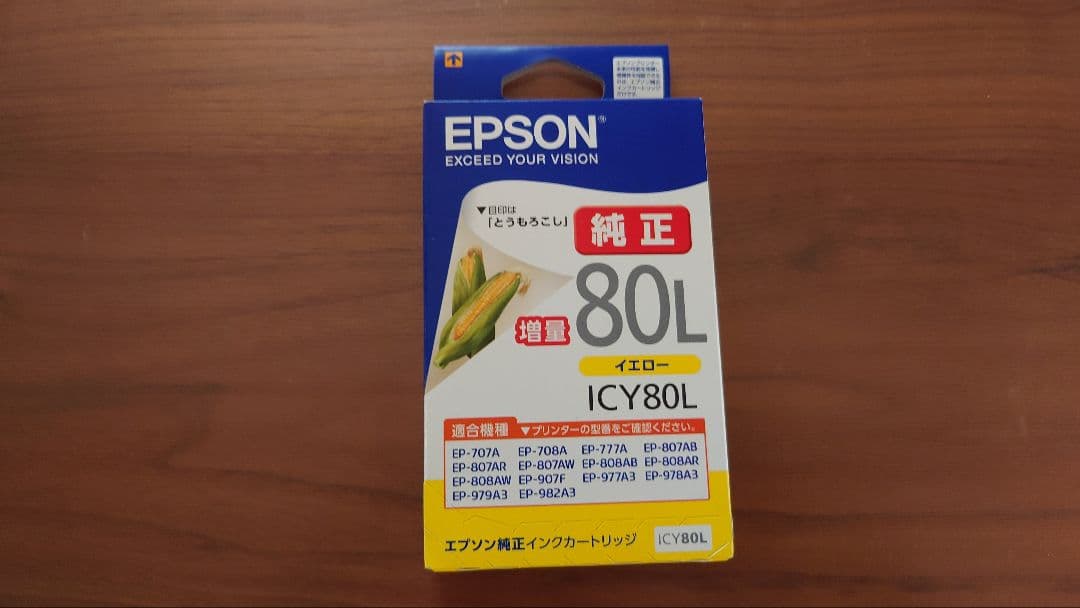 EPSON
EXCEED YOUR VISION
▼目印は
「とうもろこし」
純正
80L
増量
イエロー
ICY80L
適合機種 ▼プリンターの型番をご確認ください。
EP-707A EP-708A EP-777A EP-807AB
EP-807AR EP-807AW EP-808AB EP-808AR
EP-808AW EP-907F EP-977A3 EP-978A3
EP-979A3 EP-982A3
エプソン純正インクカートリッジ ICY80L